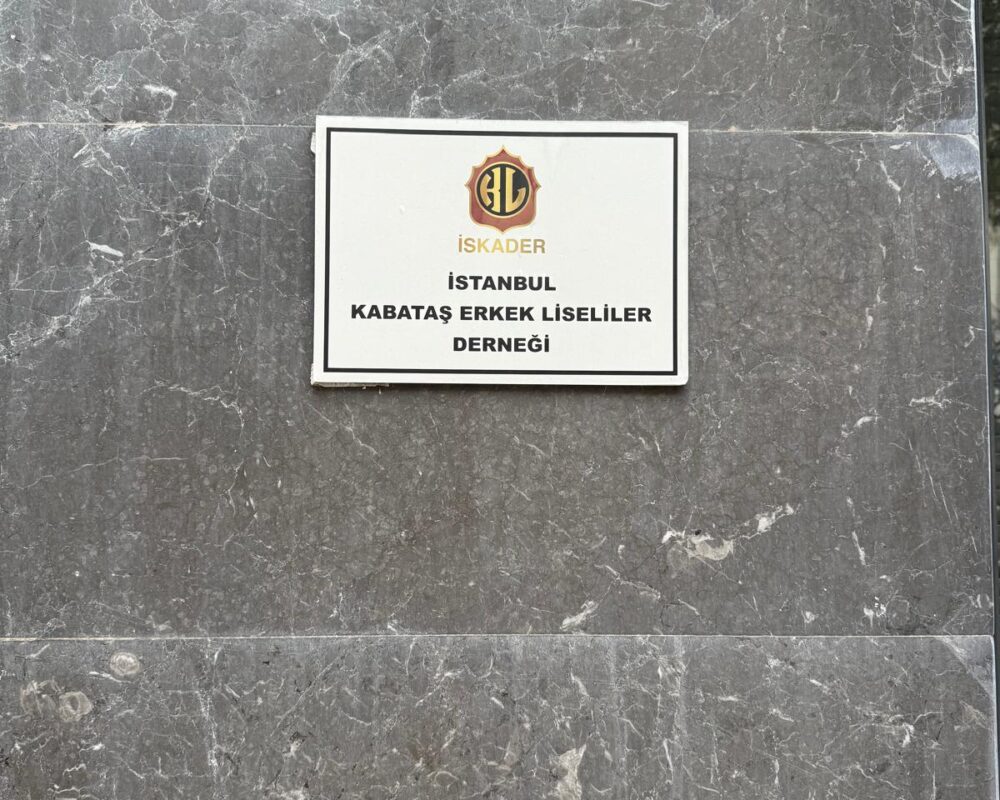 KL
İSKADER
İSTANBUL
KABATAŞ ERKEK LİSELİLER
DERNEĞİ